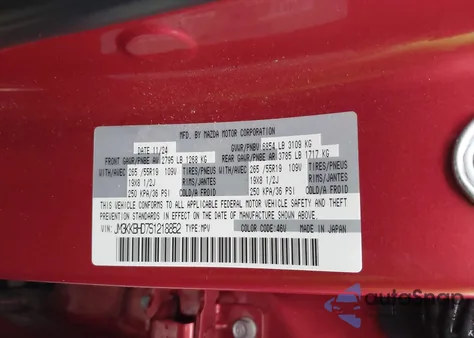 MFD. BY MAZDA MOTOR CORPORATION
DATE 11/24 GVWR/PNBV 6854 LB 3109 KG
FRONT GAWR/PNBE AV 2795 LB 1268 KG REAR GAWR/PNBE AR 3785 LB 1717 KG
WITH/AVEC 265 /55R19 109V TIRES/PNEUS WITH/AVEC 265 /55R19 109V TIRES/PNEUS
19X8 1/2J RIMS/JANTES 19X8 1/2J RIMS/JANTES
250 KPA/36 PSI COLD/A FROID 250 KPA/36 PSI COLD/A FROID
THIS VEHICLE CONFORMS TO ALL APPLICABLE FEDERAL MOTOR VEHICLE SAFETY AND THEFT
PREVENTION STANDARDS IN EFFECT ON THE DATE OF MANUFACTURE SHOWN ABOVE.
VIN: JM3KKBHD7S1218852 TYPE: MPV COLOR CODE: 46V MADE IN JAPAN
autoSnap